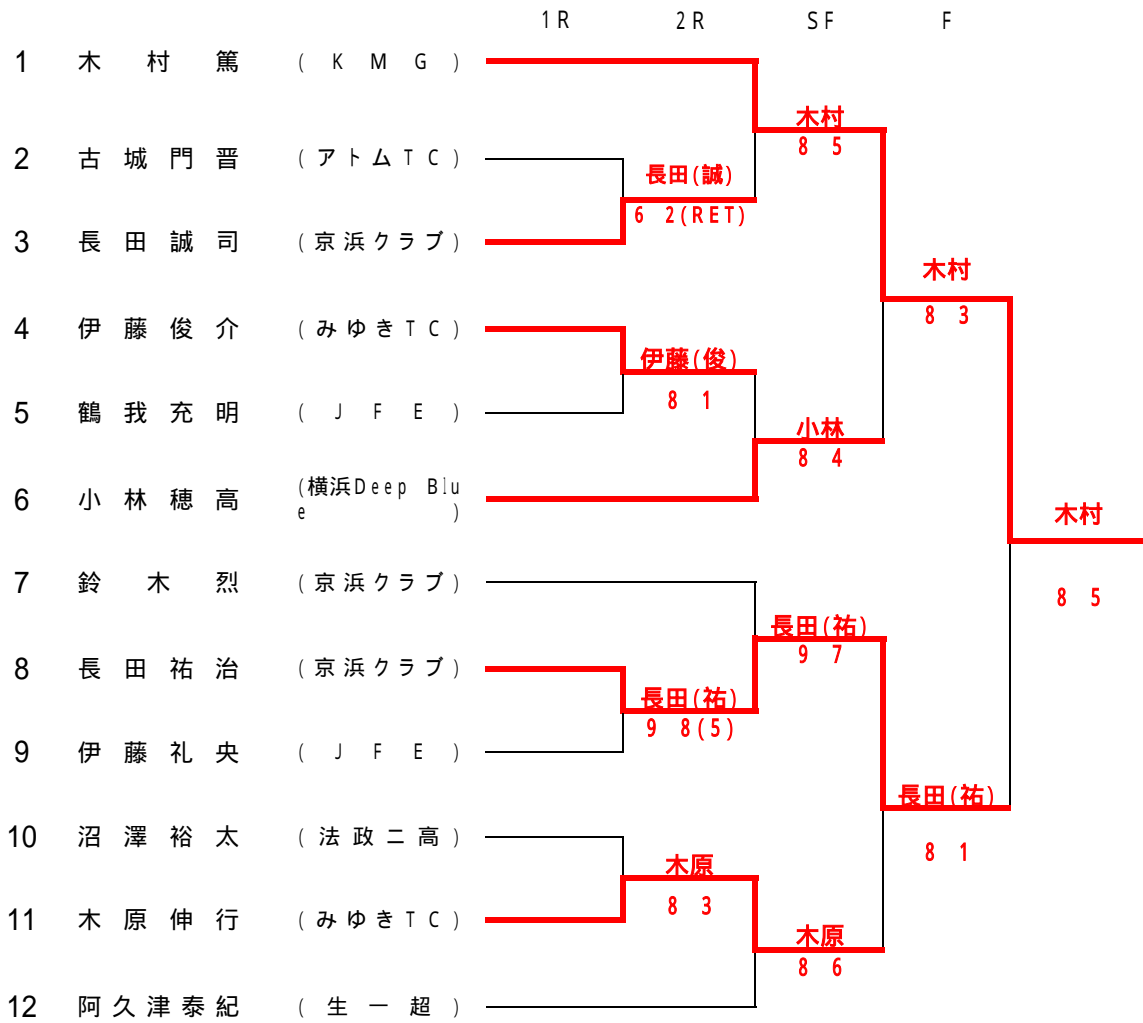 1R 2R SF F
1 木村篤 (KMG)
木村
8 5
2 古城門晋 (アトムTC)
長田(誠)
6 2(RET)
3 長田誠司 (京浜クラブ)
木村
8 3
4 伊藤俊介 (みゆきTC)
伊藤(俊)
8 1
5 鶴我充明 (JFE)
小林
8 4
6 小林穂高 (横浜Deep Blu
e)
木村
8 5
7 鈴木烈 (京浜クラブ)
長田(祐)
9 7
8 長田祐治 (京浜クラブ)
長田(祐)
9 8(5)
9 伊藤礼央 (JFE)
長田(祐)
8 1
10 沼澤裕太 (法政二高)
木原
8 3
11 木原伸行 (みゆきTC)
木原
8 6
12 阿久津泰紀 (生一超)